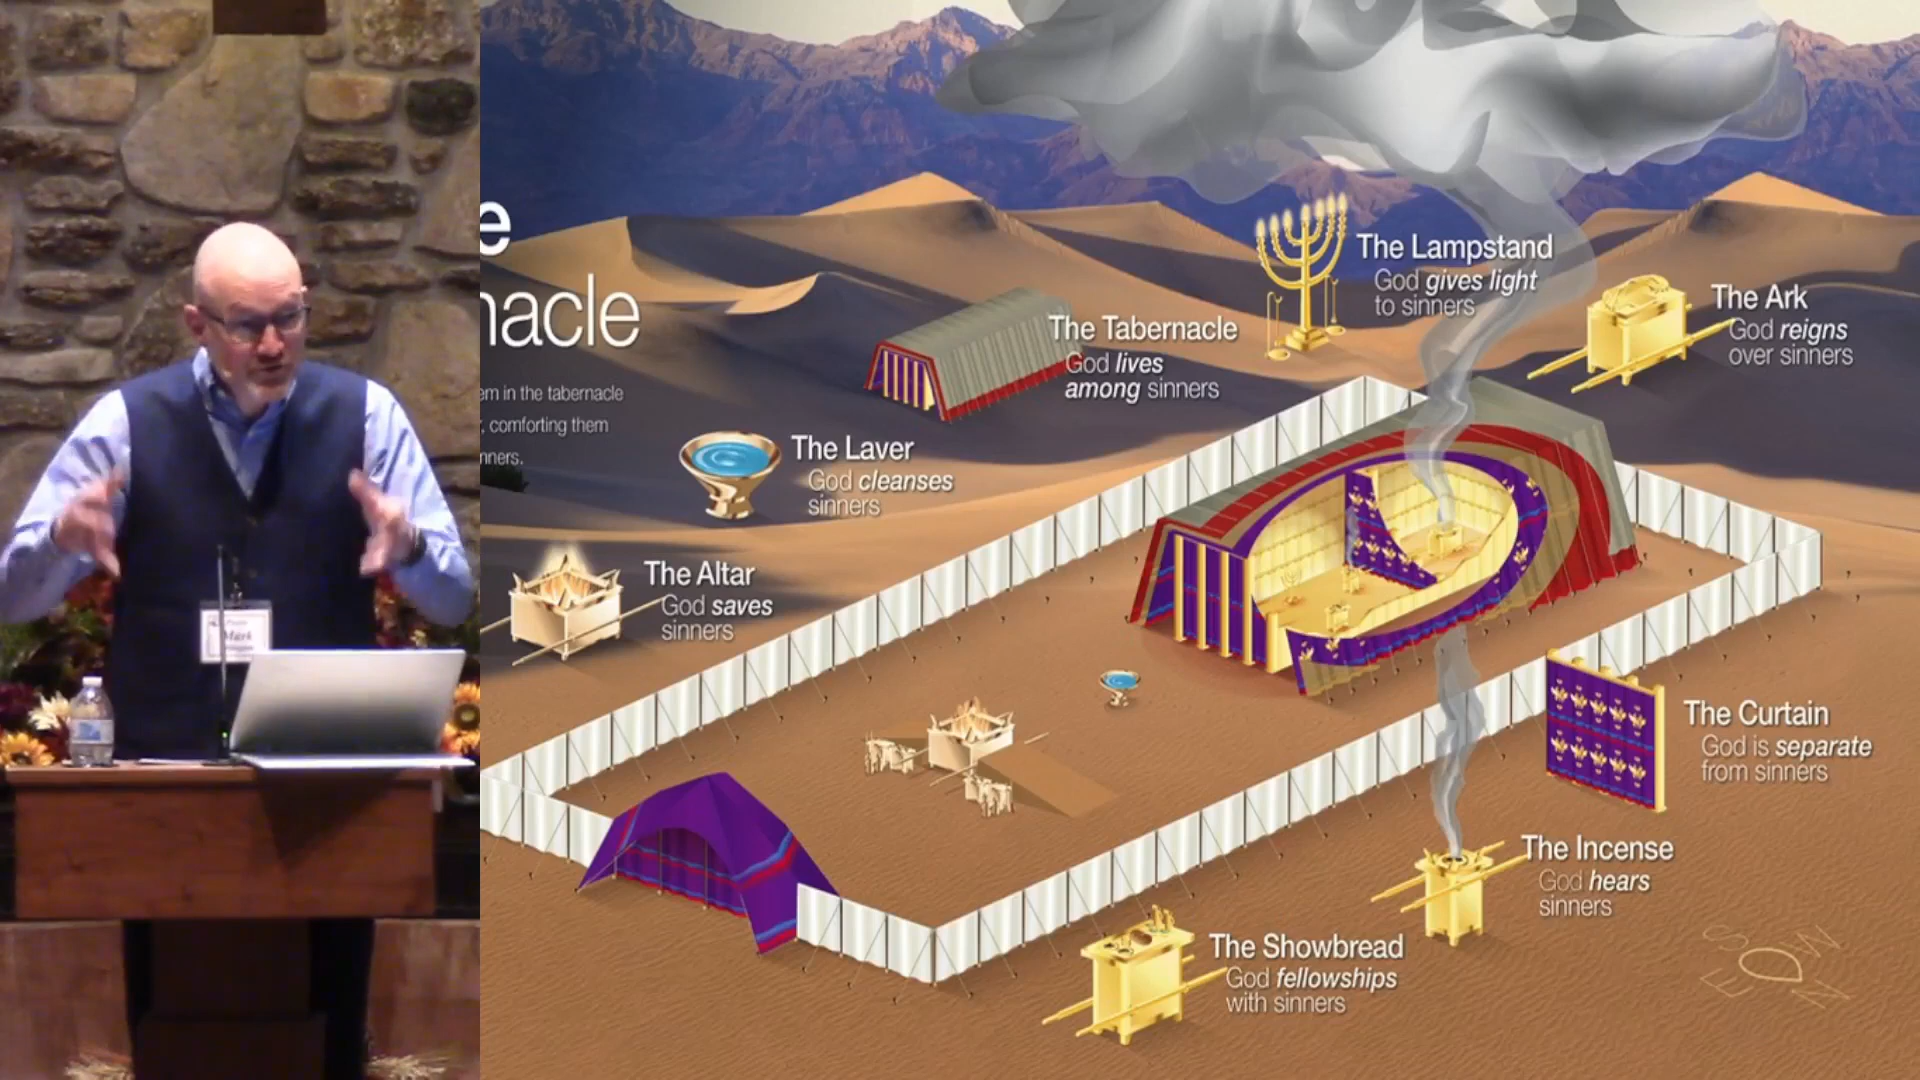 e
nacle
em in the tabernacle
, comforting them
nners.
The Lampstand
God gives light
to sinners
The Ark
God reigns
over sinners
The Tabernacle
God lives
among sinners
The Laver
God cleanses
sinners
The Altar
God saves
sinners
Mark
The Curtain
God is separate
from sinners
The Incense
God hears
sinners
The Showbread
God fellowships
with sinners
S W
E N